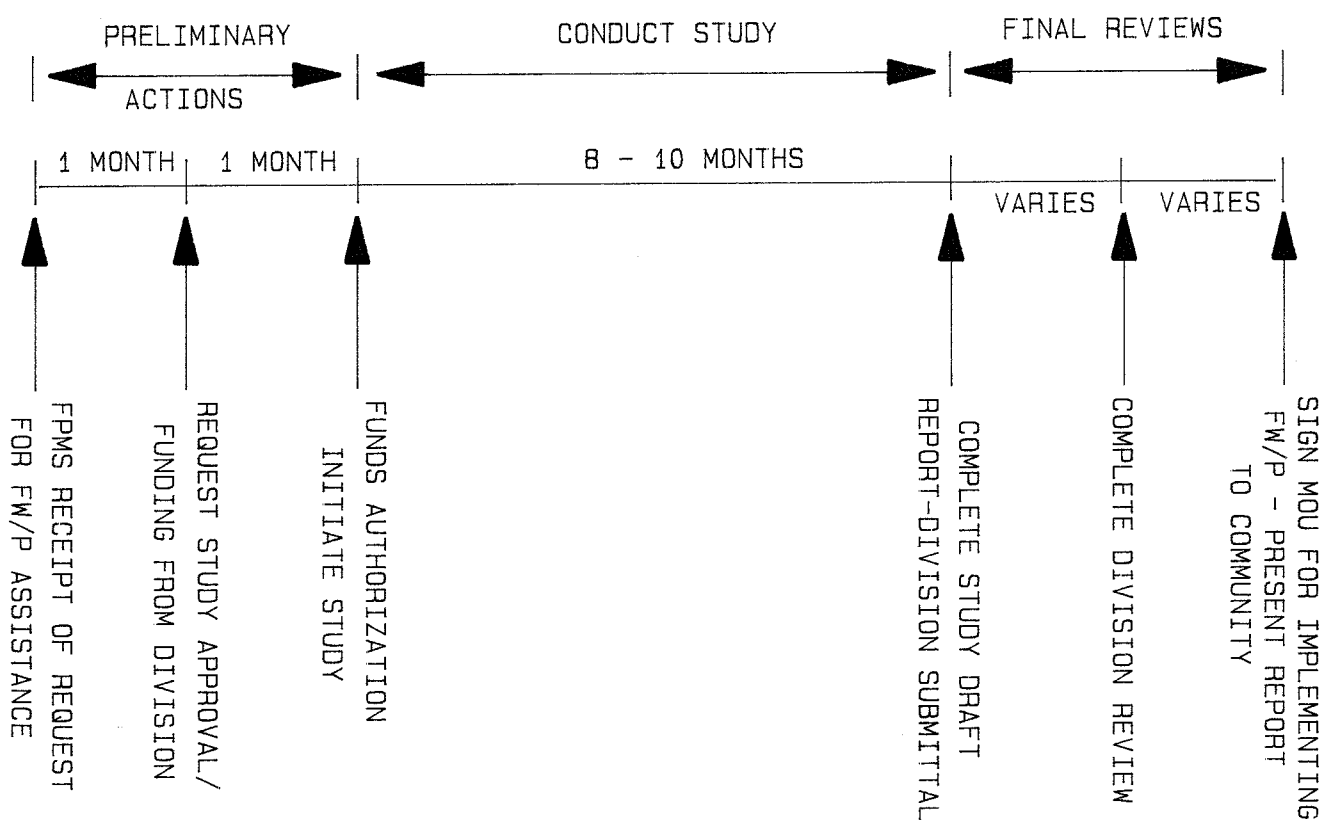 PRELIMINARY
ACTIONS
CONDUCT STUDY
FINAL REVIEWS
1 MONTH
1 MONTH
8 - 10 MONTHS
VARIES
VARIES
FPMS RECEIPT OF REQUEST
FOR FW/P ASSISTANCE
REQUEST STUDY APPROVAL/
FUNDING FROM DIVISION
FUNDS AUTHORIZATION
INITIATE STUDY
COMPLETE STUDY DRAFT
REPORT-DIVISION SUBMITTAL
COMPLETE DIVISION REVIEW
SIGN MOU FOR IMPLEMENTING
FW/P - PRESENT REPORT
TO COMMUNITY